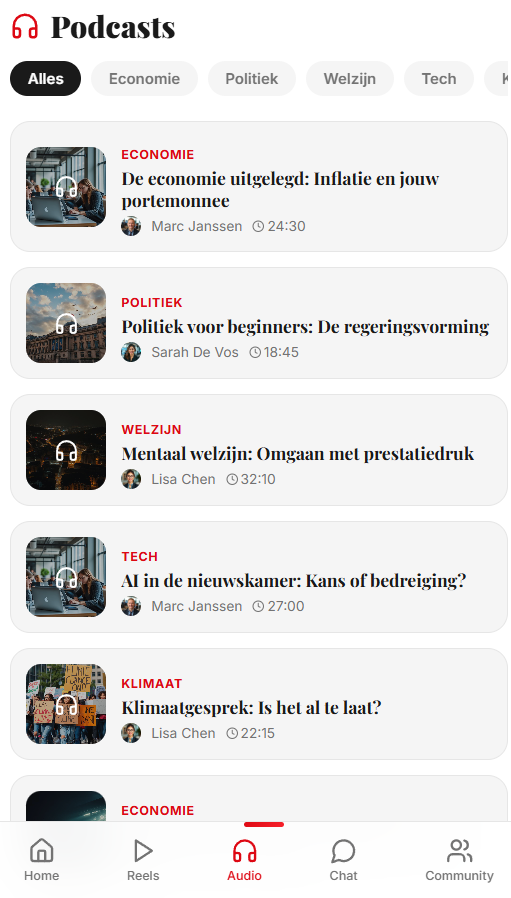 Podcasts
Alles
Economie
Politiek
Welzijn
Tech
ECONOMIE
De economie uitgelegd: Inflatie en jouw
portemonnee
Marc Janssen 24:30
POLITIEK
Politiek voor beginners: De regeringsvorming
Sarah De Vos 18:45
WELZIJN
Mentaal welzijn: Omgaan met prestatiedruk
Lisa Chen 32:10
TECH
AI in de nieuwskamer: Kans of bedreiging?
Marc Janssen 27:00
KLIMAAT
Klimaatgesprek: Is het al te laat?
Lisa Chen 22:15
ECONOMIE
Home
Reels
Audio
Chat
Community